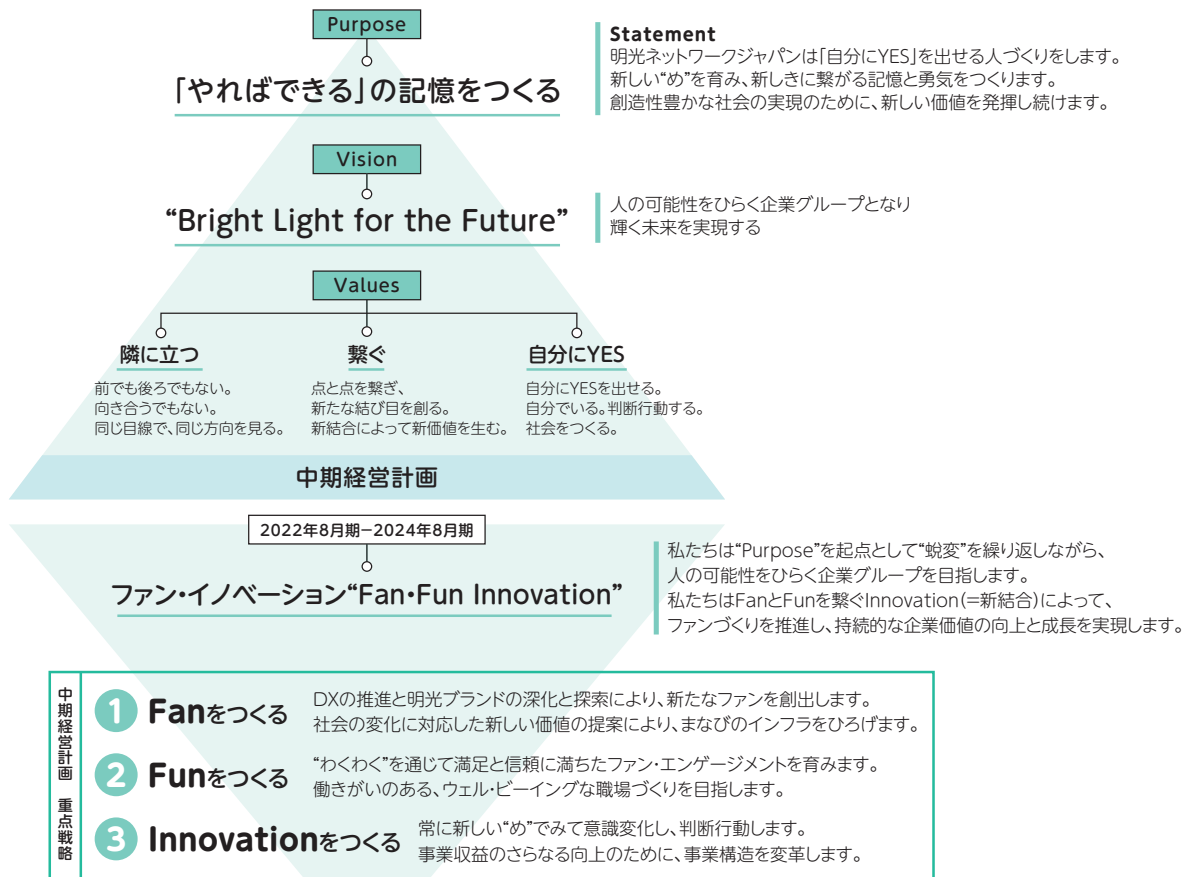 Purpose
「やればできる」の記憶をつくる
Statement
明光ネットワークジャパンは「自分にYES」を出せる人づくりをします。
新しい“め”を育み、新しきに繋がる記憶と勇気をつくります。
創造性豊かな社会の実現のために、新しい価値を発揮し続けます。
Vision
“Bright Light for the Future”
人の可能性をひらく企業グループとなり
輝く未来を実現する
Values
隣に立つ
前でも後ろでもない。
向き合うでもない。
同じ目線で、同じ方向を見る。
繋ぐ
点と点を繋ぎ、
新たな結び目を創る。
新結合によって新価値を生む。
自分にYES
自分にYESを出せる。
自分でいる。判断行動する。
社会をつくる。
中期経営計画
2022年8月期−2024年8月期
ファン・イノベーション“Fan・Fun Innovation”
私たちは“Purpose”を起点として“蛻変”を繰り返しながら、
人の可能性をひらく企業グループを目指します。
私たちはFanとFunを繋ぐInnovation(=新結合)によって、
ファンづくりを推進し、持続的な企業価値の向上と成長を実現します。
中期経営計画 重点戦略
1 Fanをつくる
DXの推進と明光ブランドの深化と探索により、新たなファンを創出します。
社会の変化に対応した新しい価値の提案により、まなびのインフラをひろげます。
2 Funをつくる
“わくわく”を通じて満足と信頼に満ちたファン・エンゲージメントを育みます。
働きがいのある、ウェル・ビーイングな職場づくりを目指します。
3 Innovationをつくる
常に新しい“め”でみて意識変化し、判断行動します。
事業収益のさらなる向上のために、事業構造を変革します。